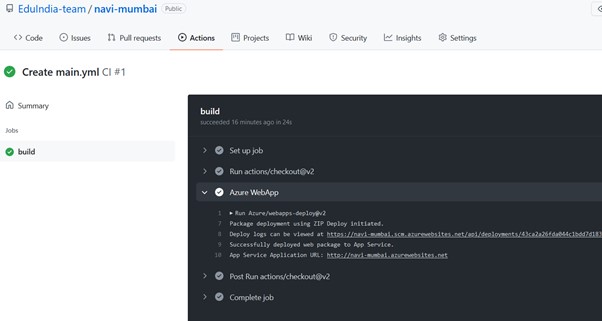 EduIndia-team / navi-mumbai Public
Code Issues Pull requests Actions Projects Wiki Security Insights Settings
Create main.yml CI #1
Summary
Jobs
build
build
succeeded 16 minutes ago in 24s
Set up job
Run actions/checkout@v2
Azure WebApp
1 Run Azure/webapps-deploy@v2
7 Package deployment using ZIP Deploy initiated.
8 Deploy logs can be viewed at https://navi-mumbai.scm.azurewebsites.net/api/deployments/43ca2a26fda044c1bdd7d183
9 Successfully deployed web package to App Service.
10 App Service Application URL: http://navi-mumbai.azurewebsites.net
Post Run actions/checkout@v2
Complete job